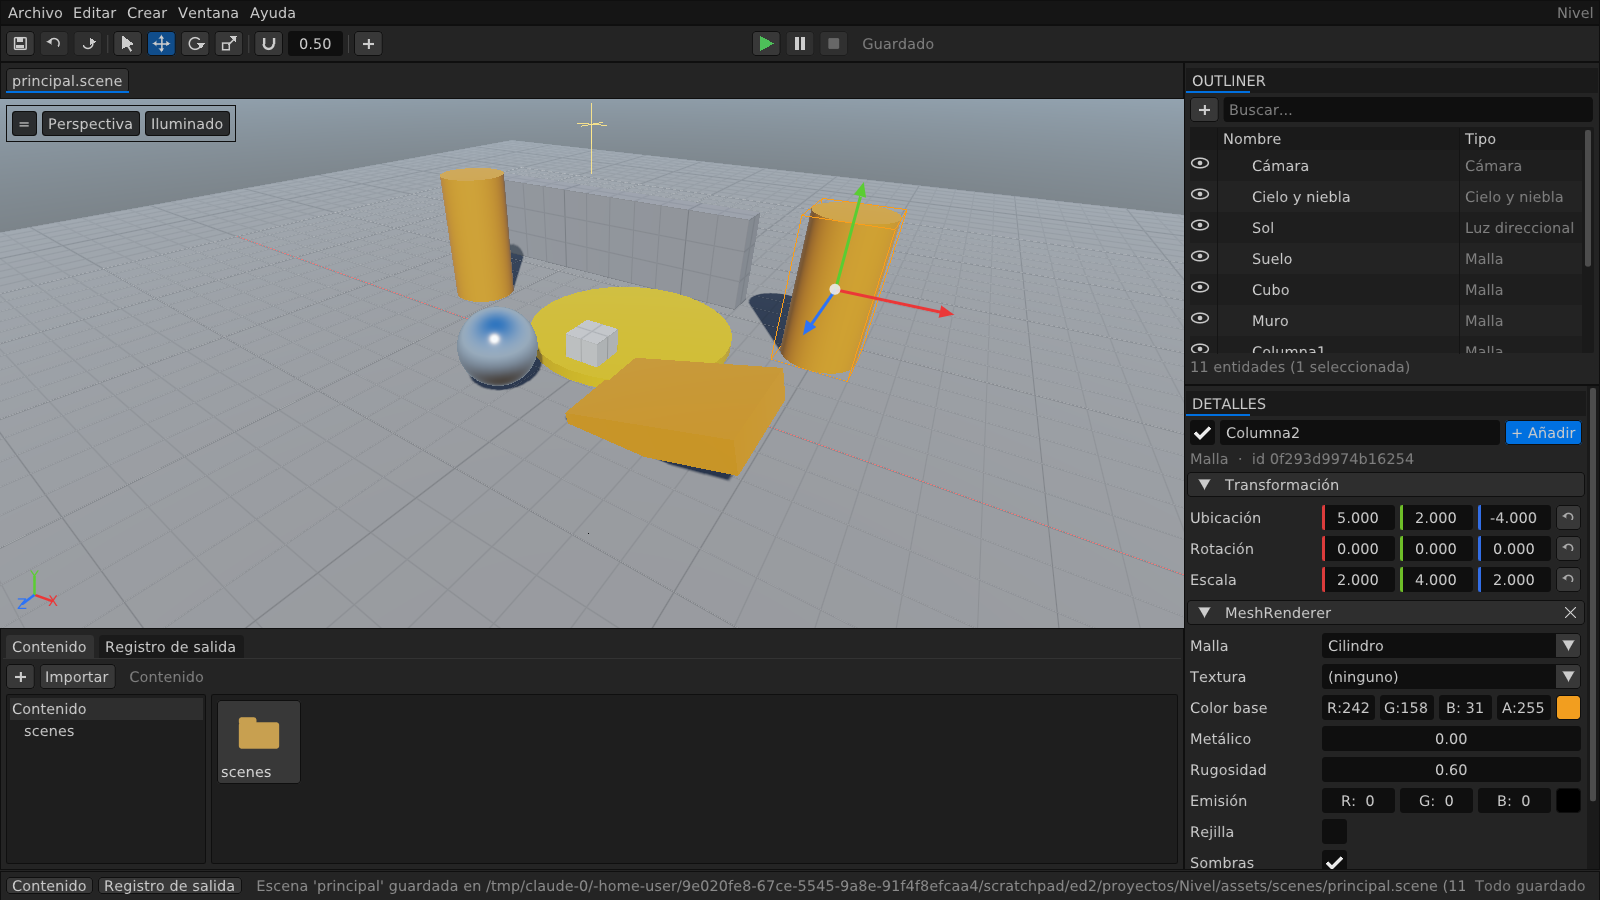 Archivo Editar Crear Ventana Ayuda Nivel
0.50 Guardado
principal.scene
= Perspectiva Iluminado
Y
Z X
OUTLINER
+ Buscar...
Nombre Tipo
Cámara Cámara
Cielo y niebla Cielo y niebla
Sol Luz direccional
Suelo Malla
Cubo Malla
Muro Malla
Columna1 Malla
11 entidades (1 seleccionada)
DETALLES
Columna2 + Añadir
Malla · id 0f293d9974b16254
Transformación
Ubicación 5.000 2.000 -4.000
Rotación 0.000 0.000 0.000
Escala 2.000 4.000 2.000
MeshRenderer
Malla Cilindro
Textura (ninguno)
Color base R:242 G:158 B: 31 A:255
Metálico 0.00
Rugosidad 0.60
Emisión R: 0 G: 0 B: 0
Rejilla
Sombras
Contenido Registro de salida
+ Importar Contenido
Contenido
scenes
scenes
Contenido Registro de salida Escena 'principal' guardada en /tmp/claude-0/-home-user/9e020fe8-67ce-5545-9a8e-91f4f8efcaa4/scratchpad/ed2/proyectos/Nivel/assets/scenes/principal.scene (11 Todo guardado